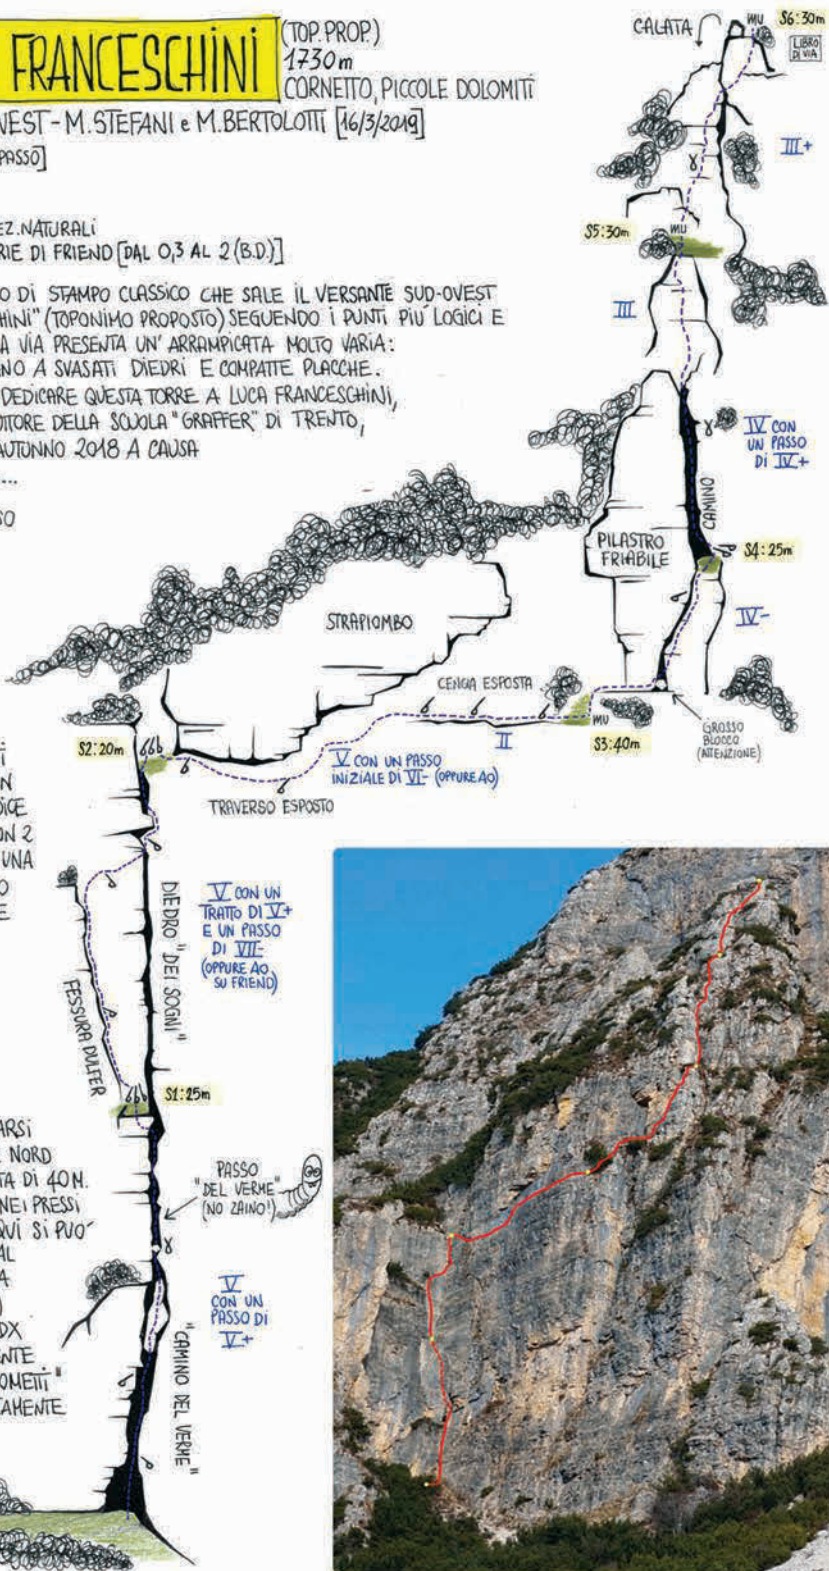 FRANCESCHINI
(TOP. PROP.)
1730m
CORNETTO, PICCOLE DOLOMITI
VEST - M. STEFANI e M. BERTOLOTTI [16/3/2019]
PASSO]
EZ. NATURALI
RIE DI FRIEND [DAL 0,3 AL 2 (B.D.)]
O DI STAMPO CLASSICO CHE SALE IL VERSANTE SUD-OVEST
HINI" (TOPONIMO PROPOSTO) SEGUENDO I PUNTI PIU' LOGICI E
A VIA PRESENTA UN' ARRAMPICATA MOLTO VARIA:
NO A SVASATI DIEDRI E COMPATTE PLACCHE.
DEDICARE QUESTA TORRE A LUCA FRANCESCHINI,
TORE DELLA SCUOLA "GRAFFER" DI TRENTO,
AUTUNNO 2018 A CAUSA
...
SO
CALATA
MU
S6:30m
LIBRO
DI VIA
III+
S5:30m
MU
III
IV CON
UN PASSO
DI IV+
CAMINO
PILASTRO
FRIABILE
S4:25m
IV-
STRAPIOMBO
CENGIA ESPOSTA
II
MU
S3:40m
GROSSO
BLOCCO
(ATTENZIONE)
S2:20m
V CON UN PASSO
INIZIALE DI VI- (OPPURE A0)
TRAVERSO ESPOSTO
I
N
DICE
ON 2
UNA
O
E
DIEDRO "DEI SOGNI"
V CON UN
TRATTO DI V+
E UN PASSO
DI VII-
(OPPURE A0
SU FRIEND)
FESSURA DULFER
S1:25m
ARSI
NORD
TA DI 40M.
NEI PRESSI
QUI SI PUO'
AL
A
)
DX
NTE
OMETTI"
TAMENTE
PASSO
"DEL VERME"
(NO ZAINO!)
V
CON UN
PASSO DI
V+
"CAMINO DEL VERME"